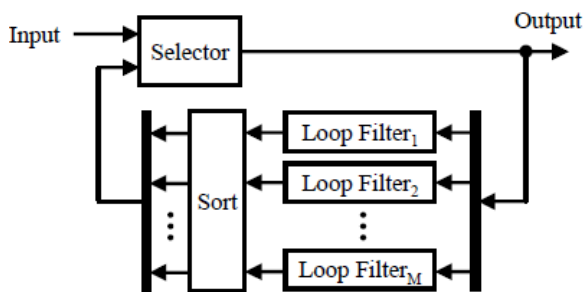 Input
Output
Selector
Sort
Loop Filter1
Loop Filter2
Loop FilterM